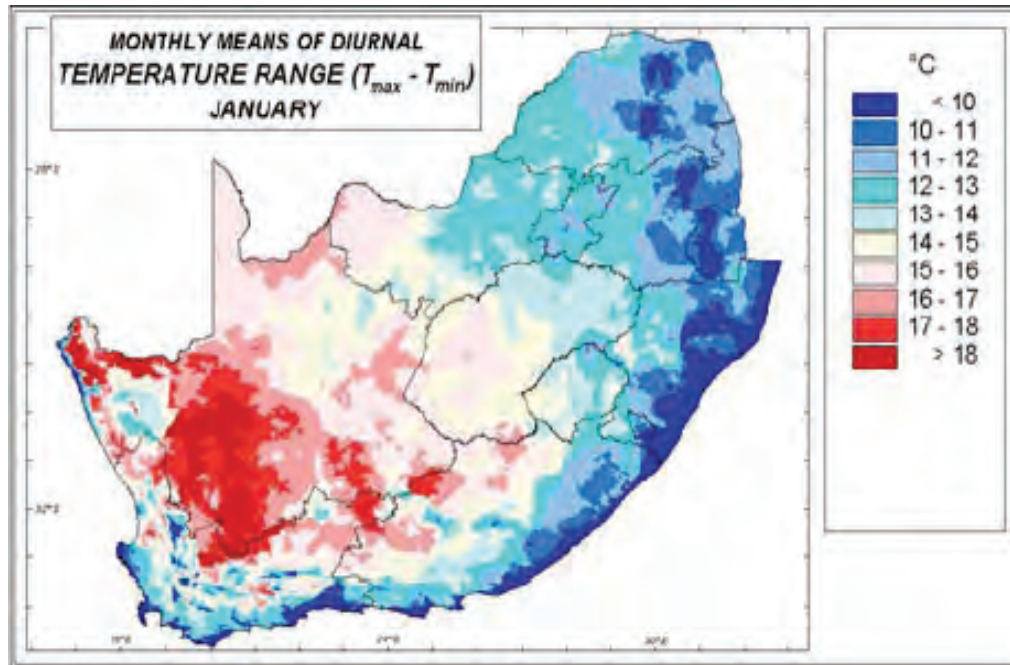 MONTHLY MEANS OF DIURNAL
TEMPERATURE RANGE (Tmax - Tmin)
JANUARY
°C
< 10
10 - 11
11 - 12
12 - 13
13 - 14
14 - 15
15 - 16
16 - 17
17 - 18
> 18